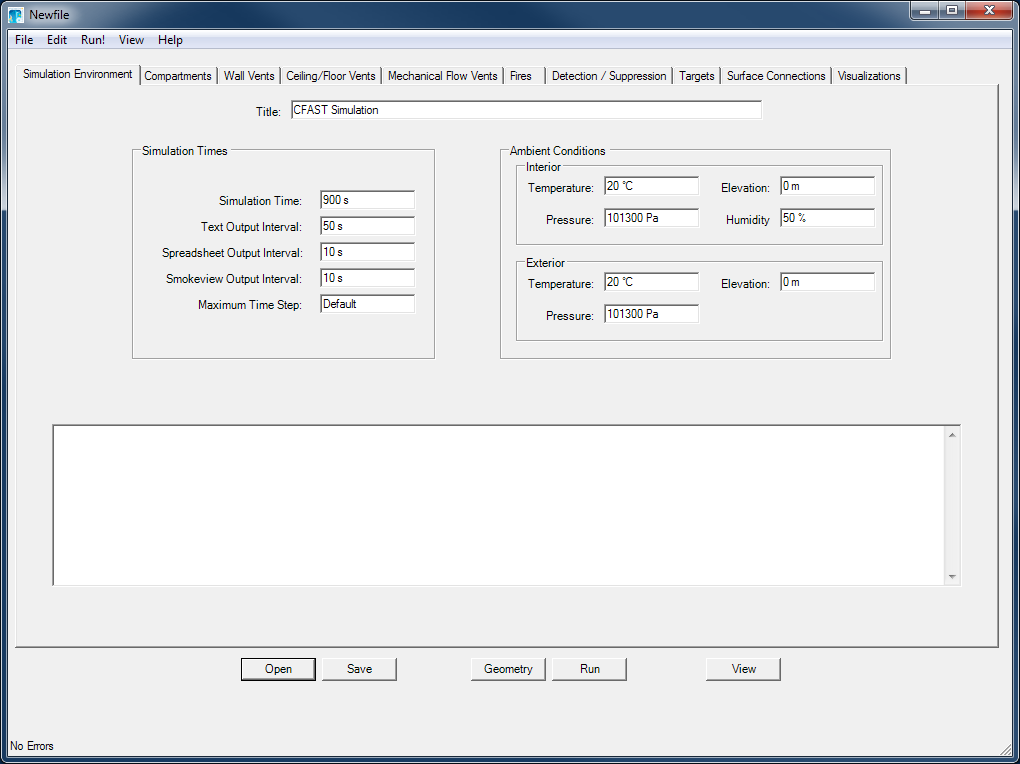 Newfile
File Edit Run! View Help
Simulation Environment Compartments Wall Vents Ceiling/Floor Vents Mechanical Flow Vents Fires Detection / Suppression Targets Surface Connections Visualizations
Title: CFAST Simulation
Simulation Times
Simulation Time: 900 s
Text Output Interval: 50 s
Spreadsheet Output Interval: 10 s
Smokeview Output Interval: 10 s
Maximum Time Step: Default
Ambient Conditions
Interior
Temperature: 20 °C Elevation: 0 m
Pressure: 101300 Pa Humidity 50 %
Exterior
Temperature: 20 °C Elevation: 0 m
Pressure: 101300 Pa
Open Save Geometry Run View
No Errors